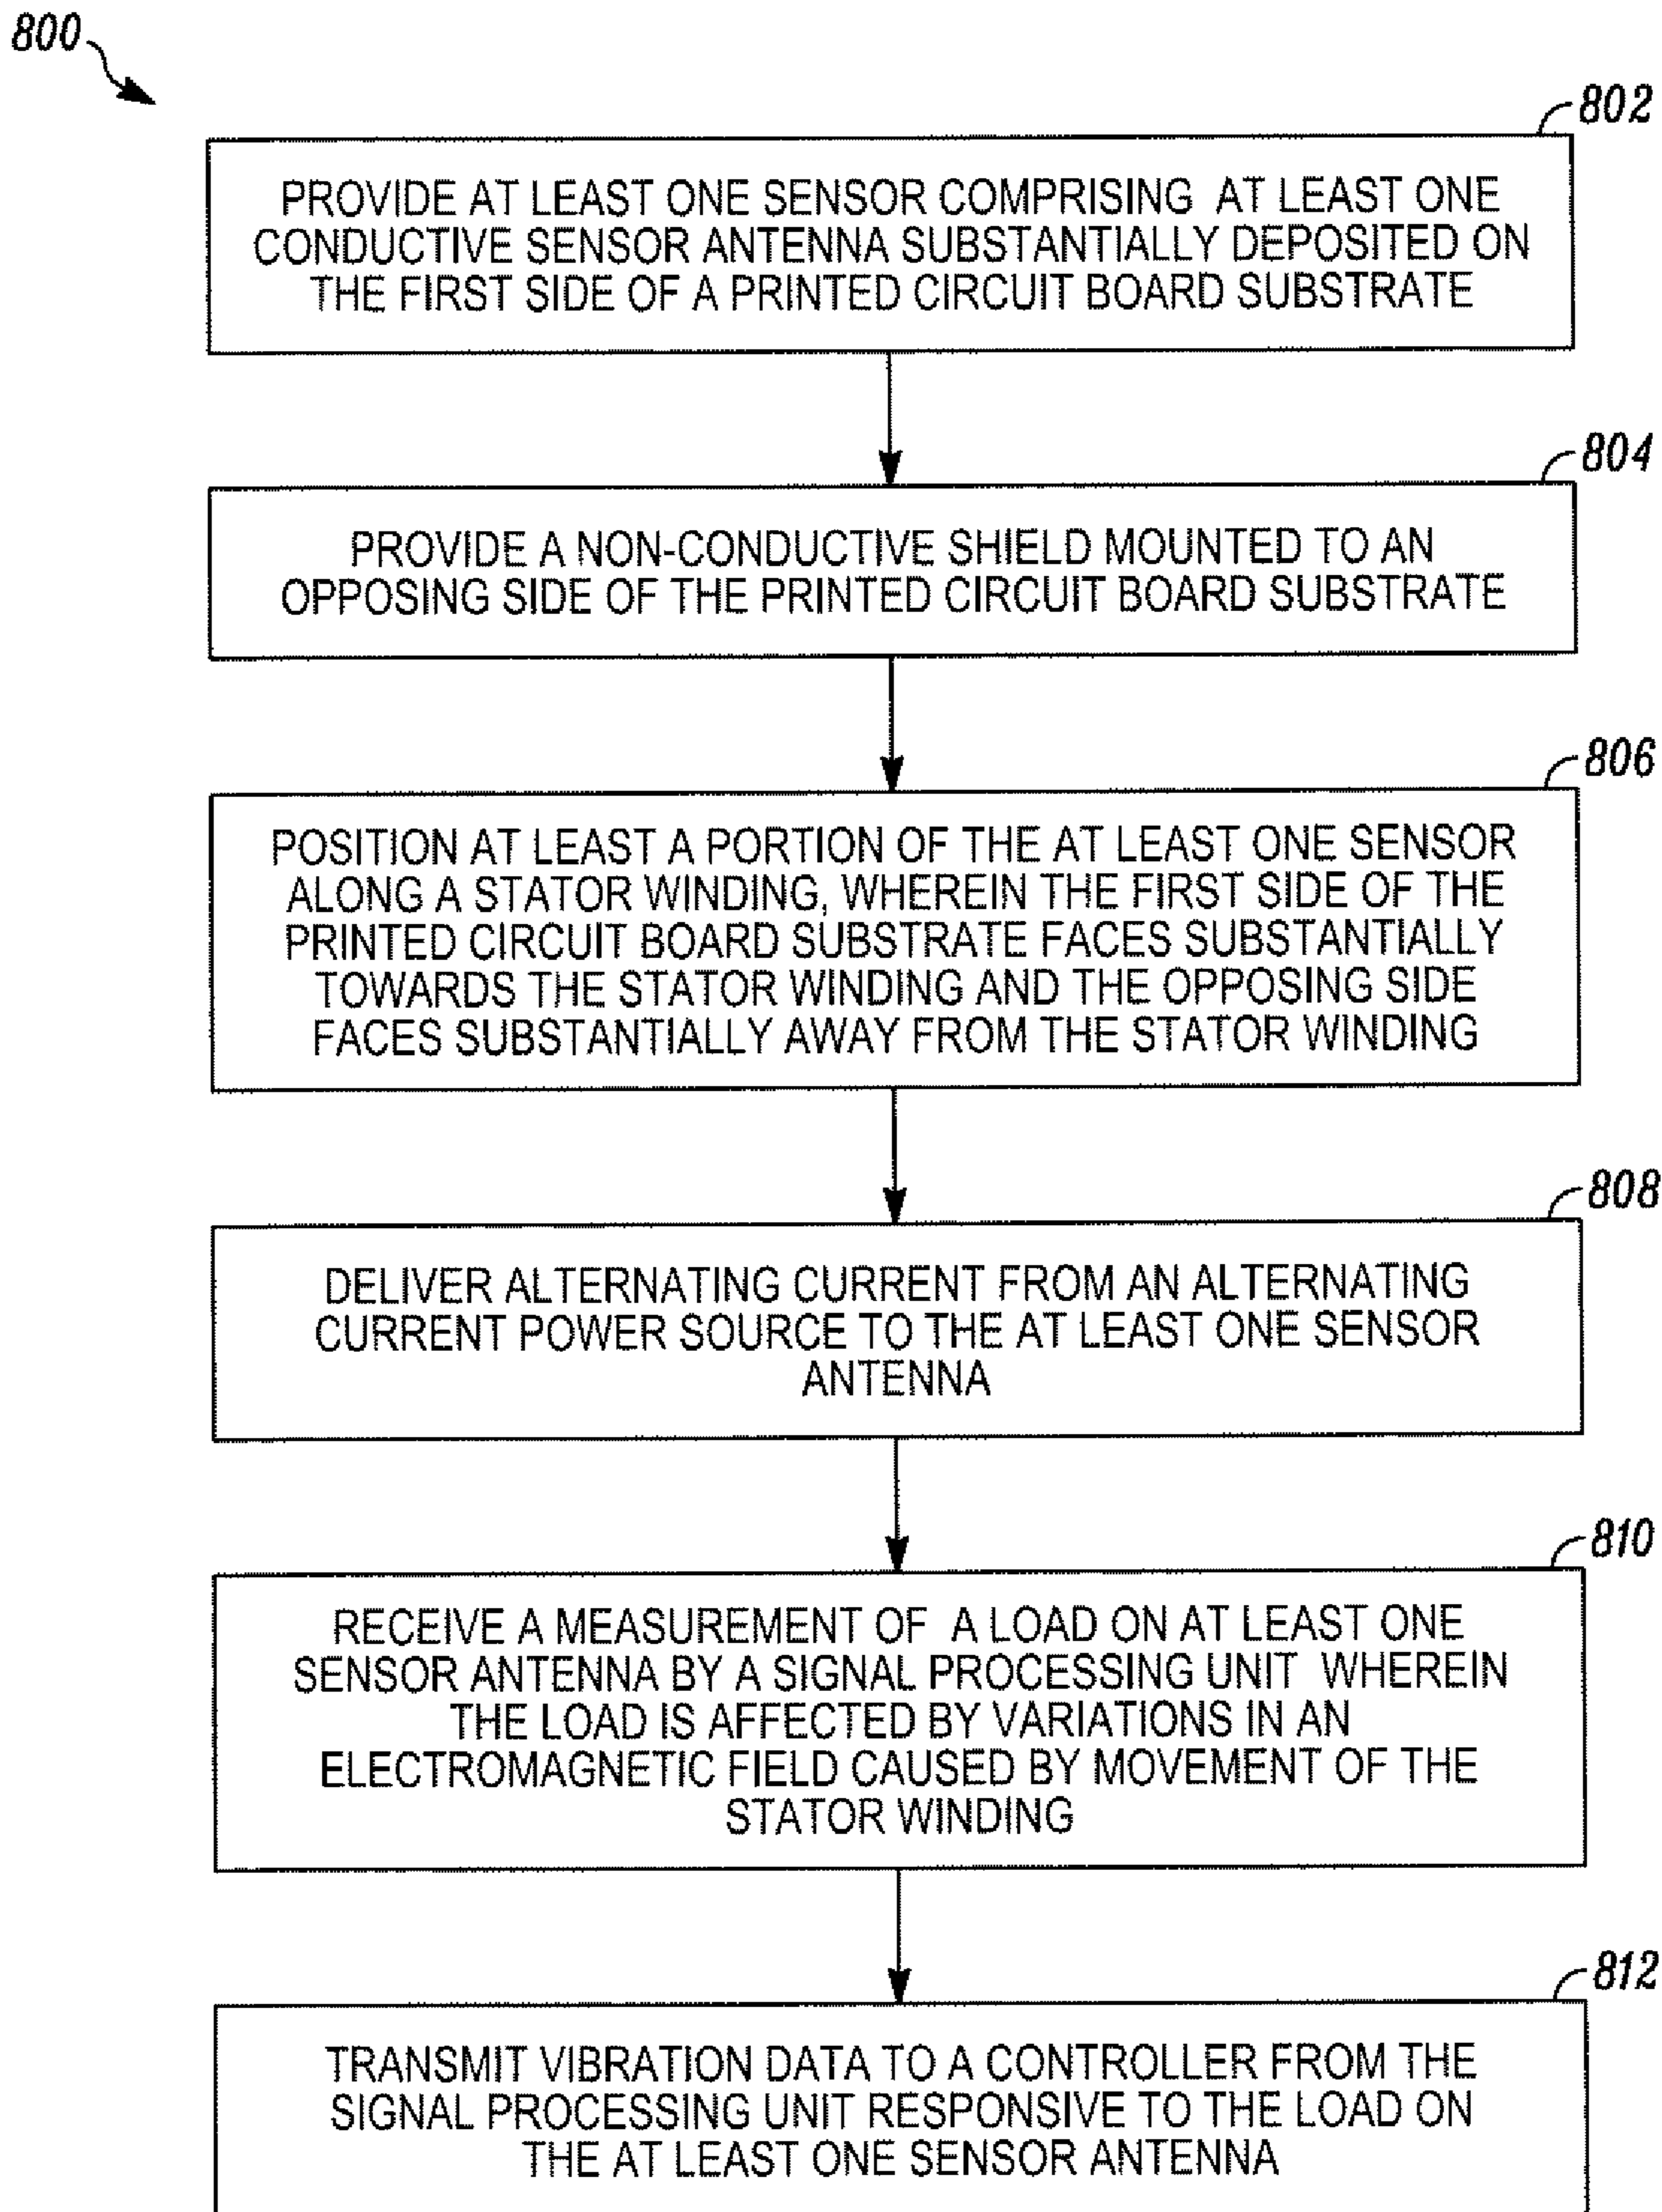 800
802
PROVIDE AT LEAST ONE SENSOR COMPRISING AT LEAST ONE
CONDUCTIVE SENSOR ANTENNA SUBSTANTIALLY DEPOSITED ON
THE FIRST SIDE OF A PRINTED CIRCUIT BOARD SUBSTRATE
804
PROVIDE A NON-CONDUCTIVE SHIELD MOUNTED TO AN
OPPOSING SIDE OF THE PRINTED CIRCUIT BOARD SUBSTRATE
806
POSITION AT LEAST A PORTION OF THE AT LEAST ONE SENSOR
ALONG A STATOR WINDING, WHEREIN THE FIRST SIDE OF THE
PRINTED CIRCUIT BOARD SUBSTRATE FACES SUBSTANTIALLY
TOWARDS THE STATOR WINDING AND THE OPPOSING SIDE
FACES SUBSTANTIALLY AWAY FROM THE STATOR WINDING
808
DELIVER ALTERNATING CURRENT FROM AN ALTERNATING
CURRENT POWER SOURCE TO THE AT LEAST ONE SENSOR
ANTENNA
810
RECEIVE A MEASUREMENT OF A LOAD ON AT LEAST ONE
SENSOR ANTENNA BY A SIGNAL PROCESSING UNIT WHEREIN
THE LOAD IS AFFECTED BY VARIATIONS IN AN
ELECTROMAGNETIC FIELD CAUSED BY MOVEMENT OF THE
STATOR WINDING
812
TRANSMIT VIBRATION DATA TO A CONTROLLER FROM THE
SIGNAL PROCESSING UNIT RESPONSIVE TO THE LOAD ON
THE AT LEAST ONE SENSOR ANTENNA